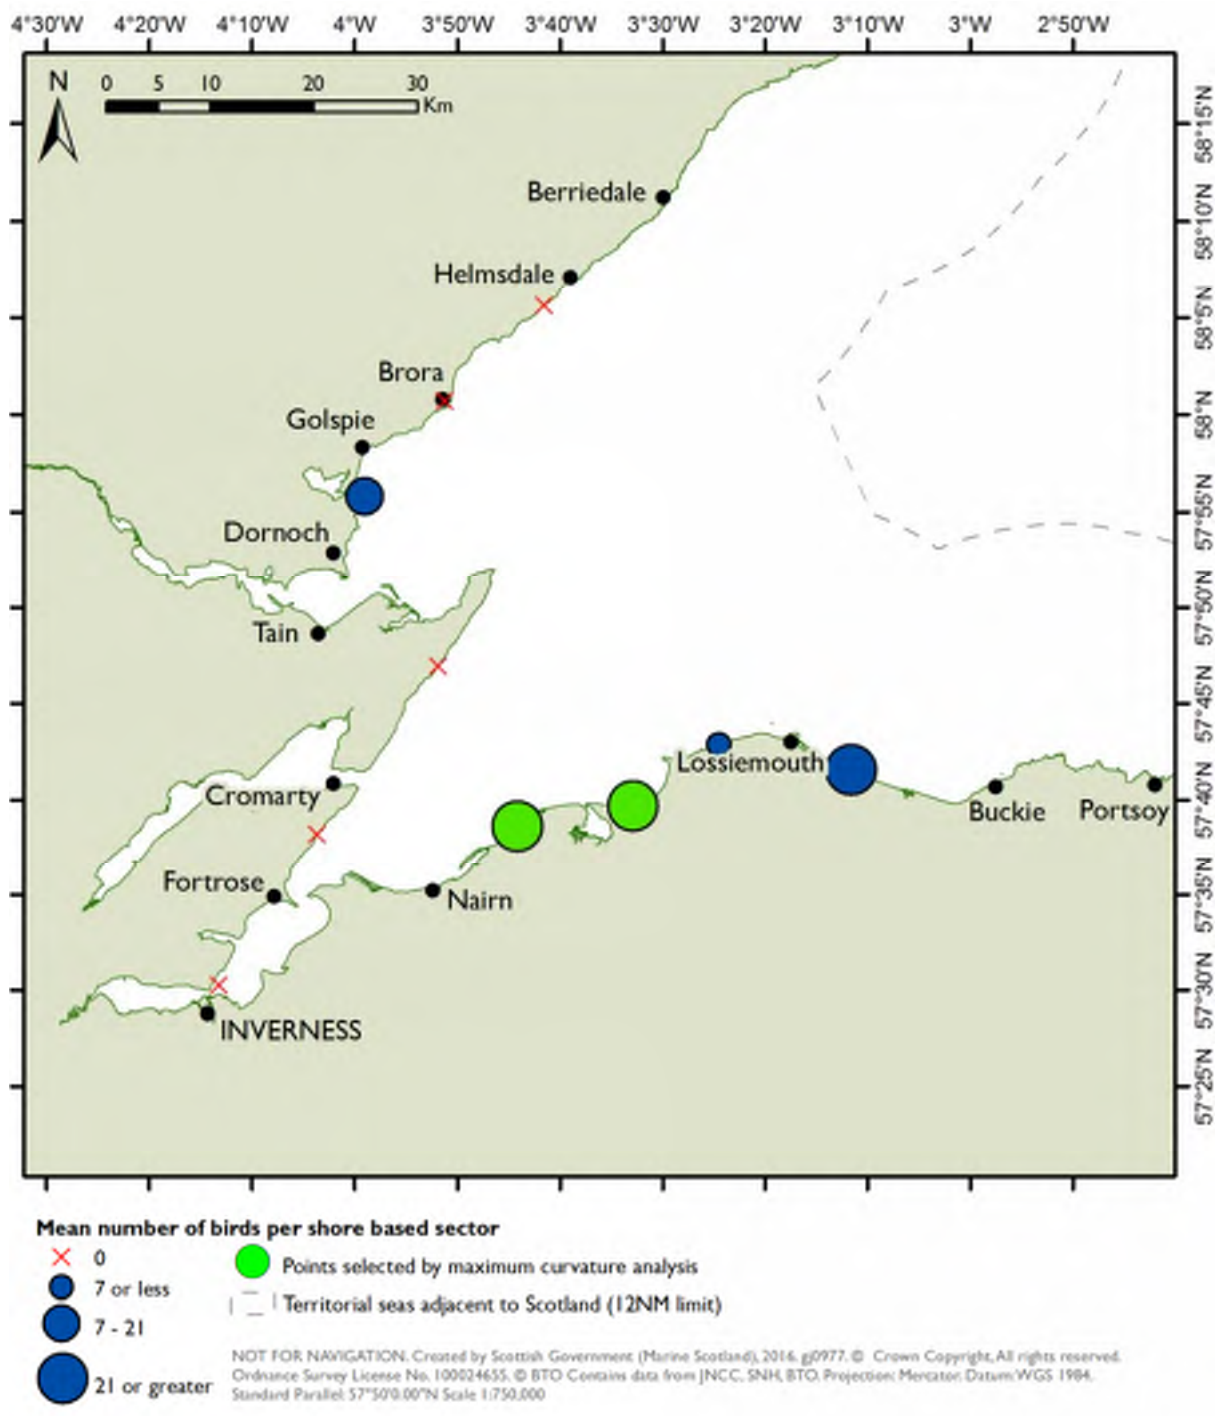 4°30'0 4°20' 4°10' 4°0' 3°50' 3°40' 3°30' 3°20' 3°10' 3°0' 2°50'
N 0 5 10 20 30
Km
58°15'N
Berriedale
58°10'N
Helmsdale
58°5'N
Brora
58°N
Golspie
57°55'N
Dornoch
57°50'N
Tain
57°45'N
Lossiemouth
57°40'N
Cromarty
Buckie Portsoy
Fortrose
57°35'N
Nairn
57°30'N
INVERNESS
57°25'N
Mean number of birds per shore based sector
0
Points selected by maximum curvature analysis
7 or less
Territorial seas adjacent to Scotland (12NM limit)
7 - 21
21 or greater
NOT FOR NAVIGATION. Created by Scottish Government (Marine Scotland), 2016. gj0977. © Crown Copyright, All rights reserved.
Ordnance Survey License No. 100024655. © BTO Contains data from JNCC, SNH, BTO. Projection: Mercator. Datum: WGS 1984.
Standard Parallel: 57°50'0.00"N Scale 1:750,000